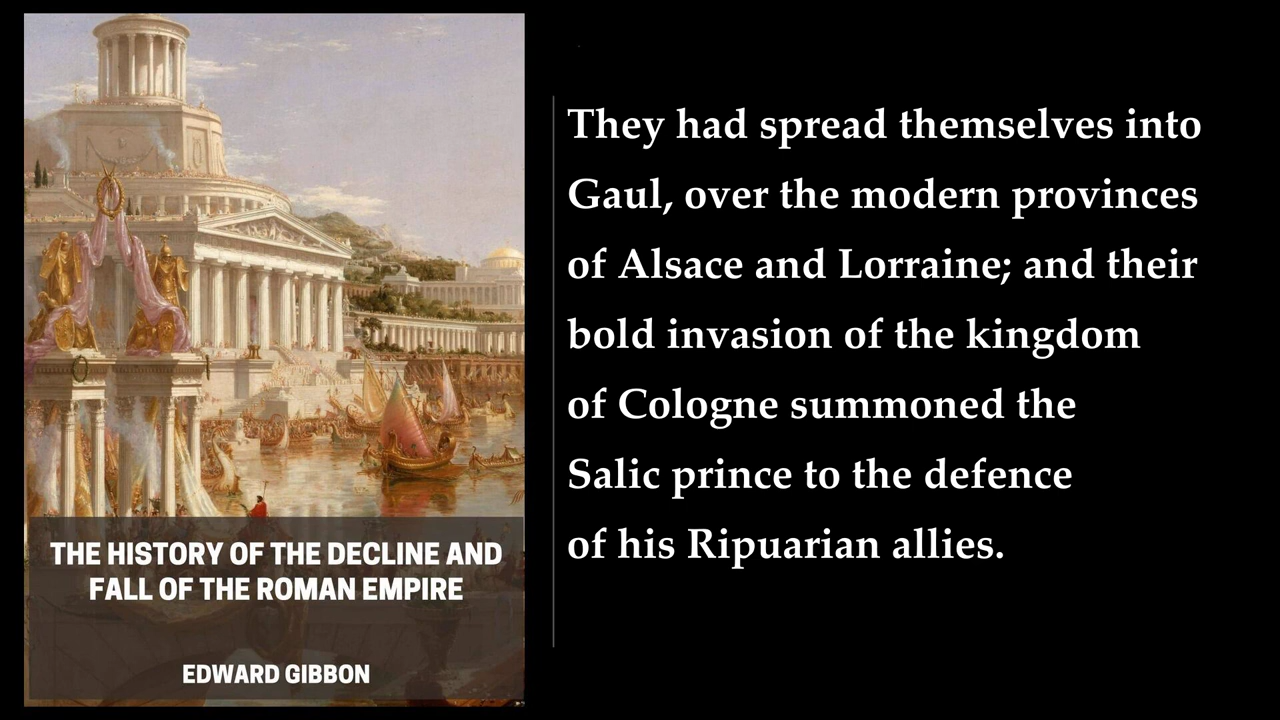 THE HISTORY OF THE DECLINE AND
FALL OF THE ROMAN EMPIRE
EDWARD GIBBON
They had spread themselves into
Gaul, over the modern provinces
of Alsace and Lorraine; and their
bold invasion of the kingdom
of Cologne summoned the
Salic prince to the defence
of his Ripuarian allies.